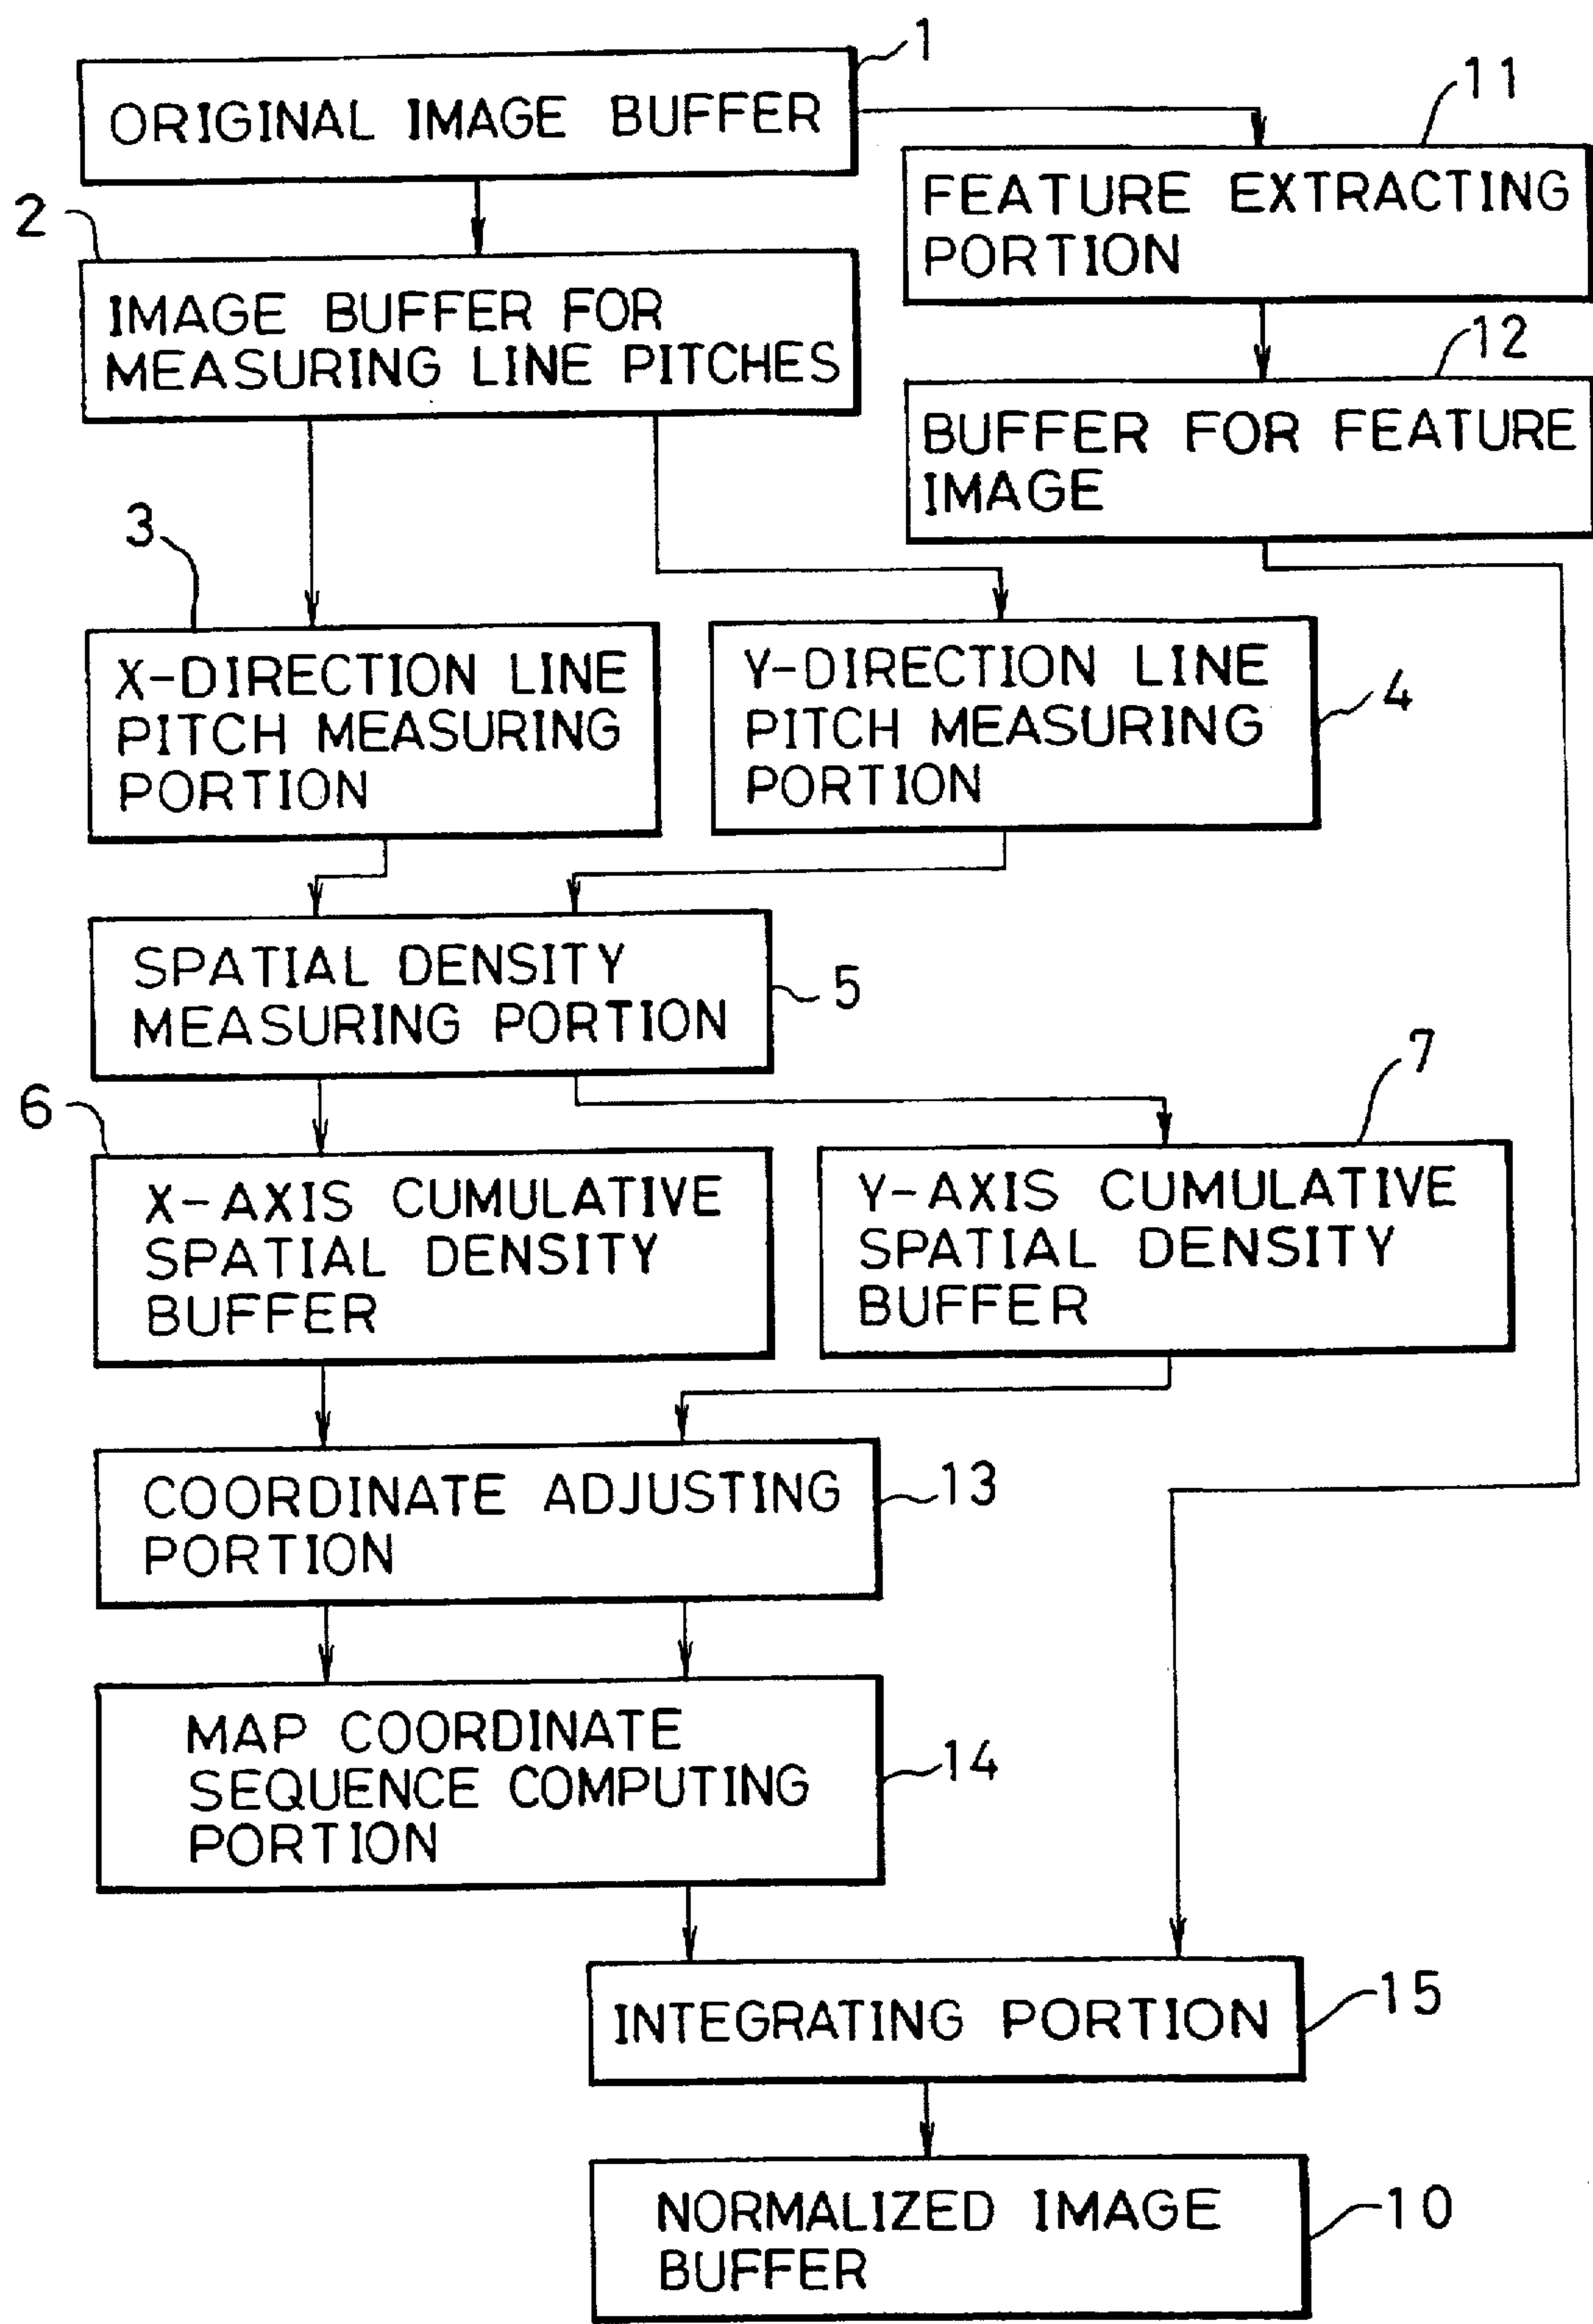 1
ORIGINAL IMAGE BUFFER
11
FEATURE EXTRACTING
PORTION
2
IMAGE BUFFER FOR
MEASURING LINE PITCHES
12
BUFFER FOR FEATURE
IMAGE
3
X-DIRECTION LINE
PITCH MEASURING
PORTION
Y-DIRECTION LINE
PITCH MEASURING
PORTION
4
SPATIAL DENSITY
MEASURING PORTION
5
6
X-AXIS CUMULATIVE
SPATIAL DENSITY
BUFFER
7
Y-AXIS CUMULATIVE
SPATIAL DENSITY
BUFFER
COORDINATE ADJUSTING
PORTION
13
MAP COORDINATE
SEQUENCE COMPUTING
PORTION
14
INTEGRATING PORTION
15
NORMALIZED IMAGE
BUFFER
10